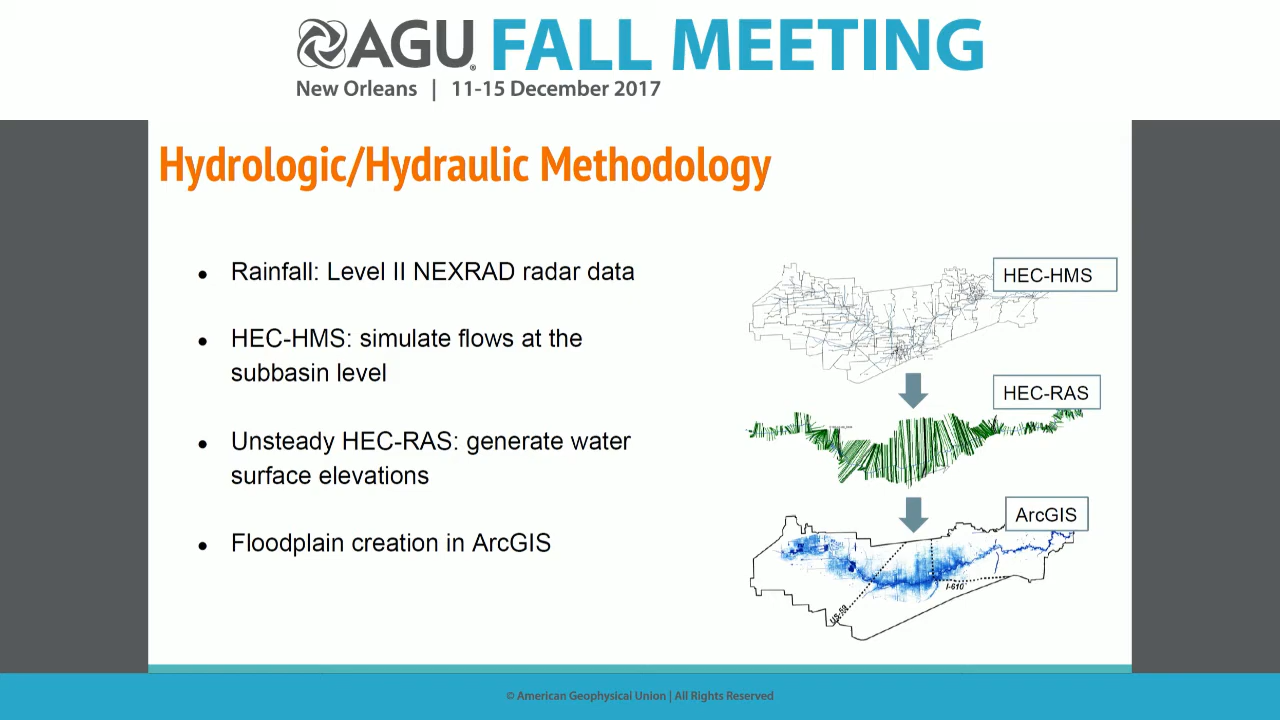 AGU FALL MEETING
New Orleans | 11-15 December 2017
Hydrologic/Hydraulic Methodology
• Rainfall: Level II NEXRAD radar data
• HEC-HMS: simulate flows at the
subbasin level
• Unsteady HEC-RAS: generate water
surface elevations
• Floodplain creation in ArcGIS
HEC-HMS
HEC-RAS
ArcGIS
I-610
US-59
© American Geophysical Union | All Rights Reserved